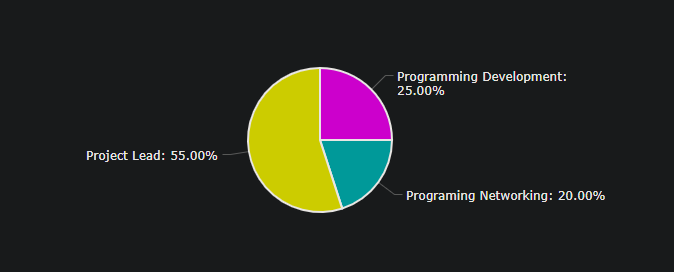 Programming Development:
25.00%
Project Lead: 55.00%
Programing Networking: 20.00%